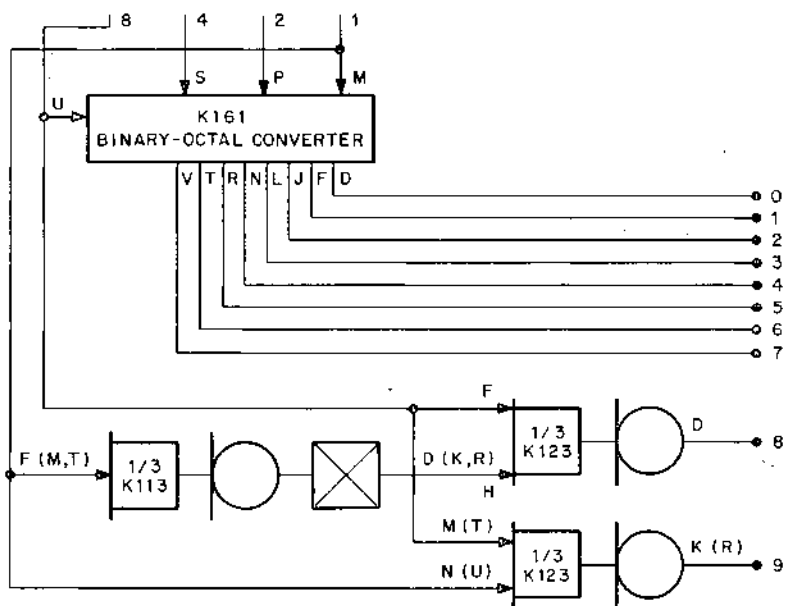 8 4 2 1
S P M
U
K161
BINARY-OCTAL CONVERTER
V T R N L J F D
0
1
2
3
4
5
6
7
F
1/3
K123
D
8
F (M,T)
1/3
K113
D (K,R)
H
M (T)
1/3
K123
K (R)
9
N (U)